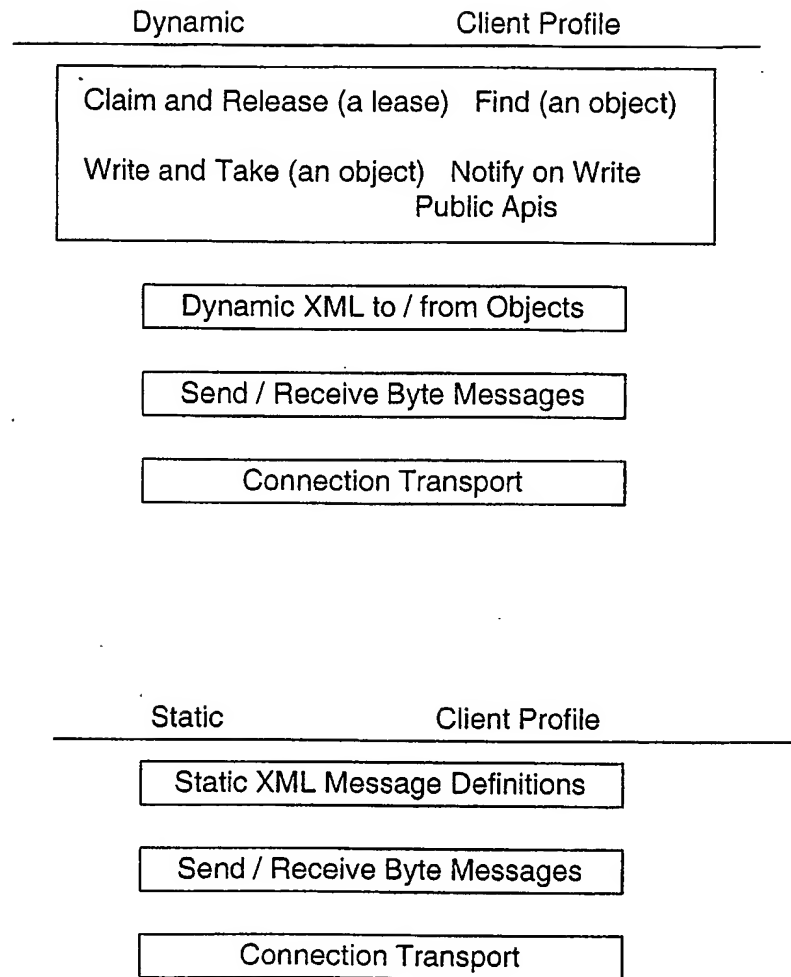 Dynamic Client Profile
Claim and Release (a lease) Find (an object)
Write and Take (an object) Notify on Write
Public Apis
Dynamic XML to / from Objects
Send / Receive Byte Messages
Connection Transport
Static Client Profile
Static XML Message Definitions
Send / Receive Byte Messages
Connection Transport